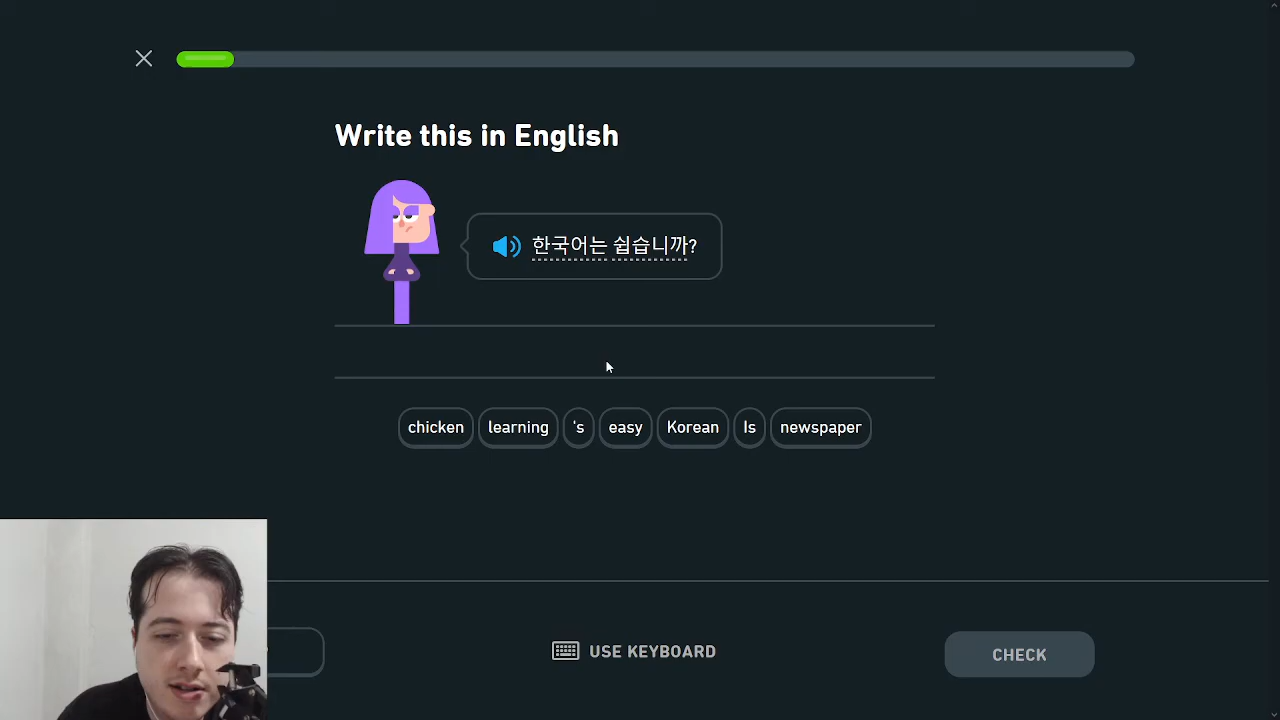 Write this in English
한국어는 쉽습니까?
chicken learning 's easy Korean Is newspaper
USE KEYBOARD CHECK